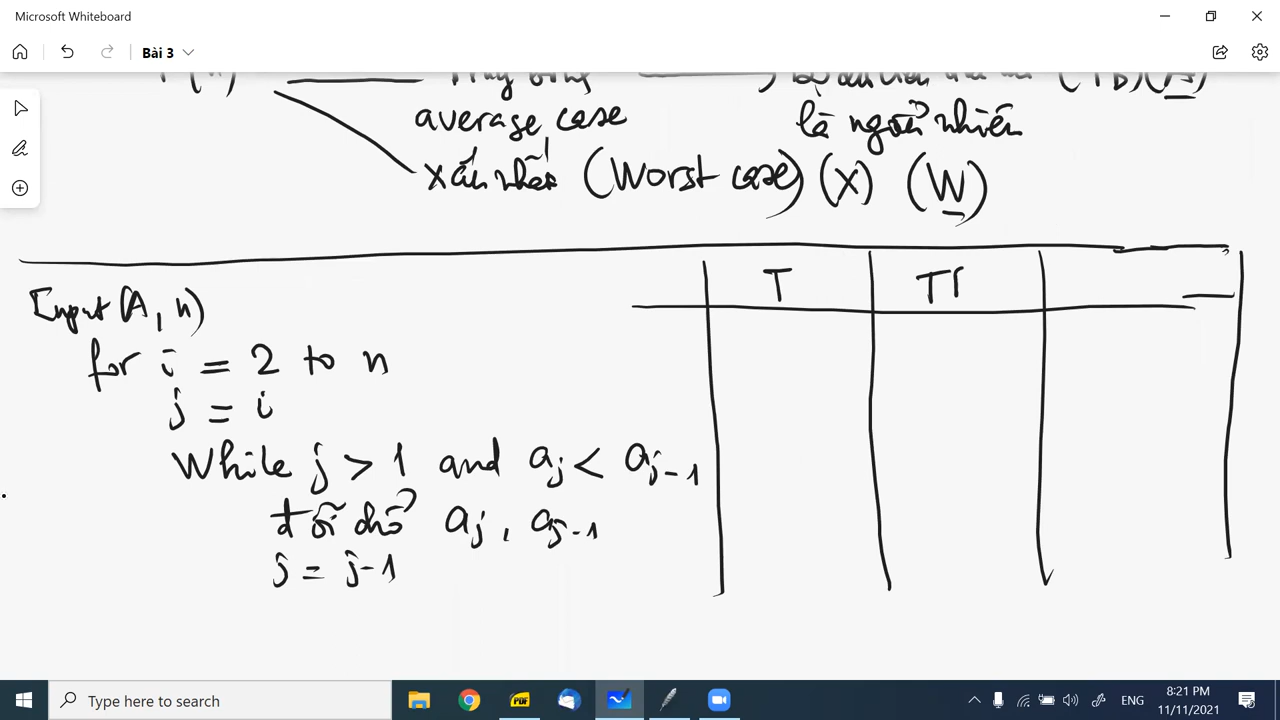 Microsoft Whiteboard
Bài 3
average case
là ngẫu nhiên
xấu nhất (Worst case) (X) (W)
Input (A, n)
for i = 2 to n
j = i
While j > 1 and aj < aj-1
đổi chỗ aj, aj-1
j = j-1
T
Type here to search
PDF
ENG
8:21 PM
11/11/2021